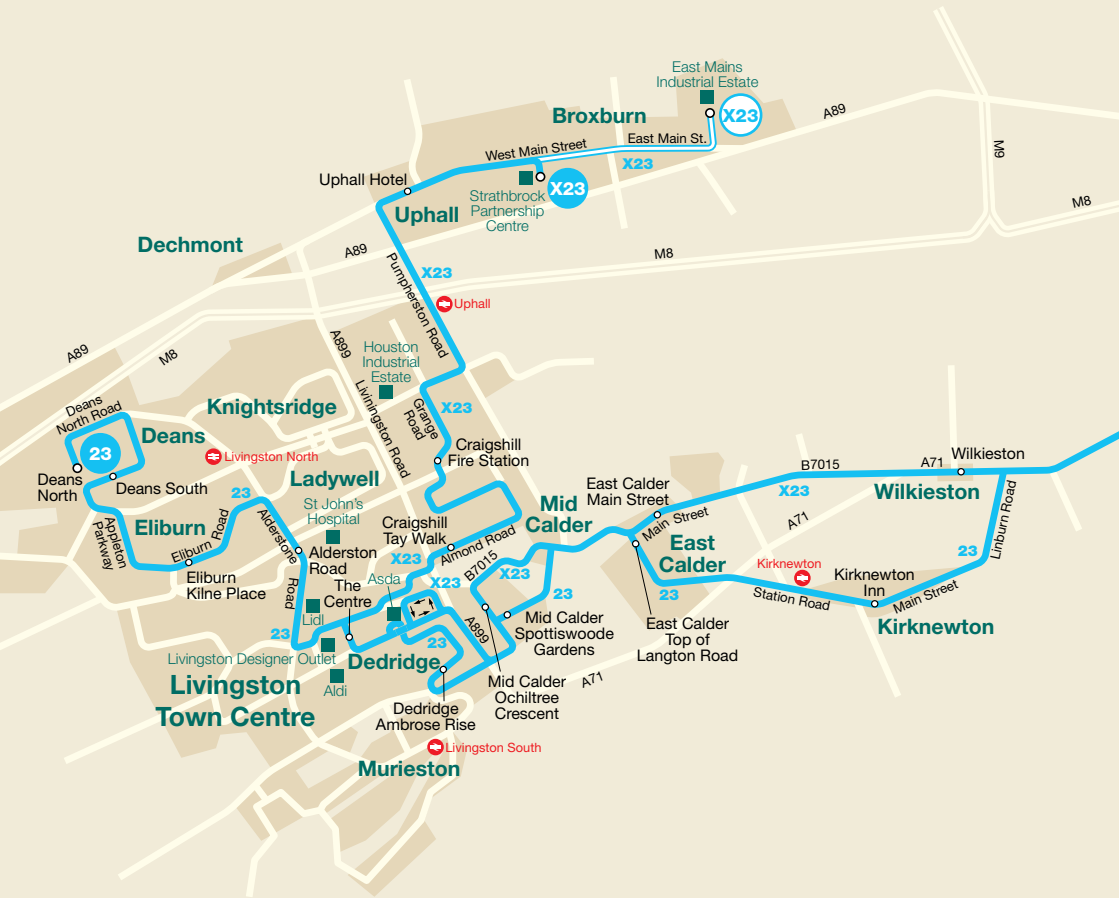 East Mains
Industrial Estate
X23
Broxburn
A89
East Main St.
West Main Street
X23
M9
Uphall Hotel
X23
Strathbrock
Partnership
Centre
Uphall
M8
Dechmont
A89
M8
Pumpherston Road
X23
Uphall
A899
A89
M8
Houston
Industrial
Estate
Livinington Road
Grange
Road
X23
Deans
North Road
Knightsridge
Deans
23
Livingston North
Craigshill
Fire Station
Deans
North
Deans South
Ladywell
23
St John's
Hospital
Wilkieston
B7015
A71
X23
Wilkieston
East Calder
Main Street
Main Street
A71
Linburn Road
Mid
Calder
Craigshill
Tay Walk
Almond Road
Eliburn
Appleton
Parkway
Eliburn Road
Alderstone
Road
Alderston
Road
East
Calder
23
Kirknewton
Kirknewton
Inn
Station Road
Main Street
Kirknewton
X23
B7015
X23
X23
Eliburn
Kilne Place
The
Centre
Asda
23
23
Lidl
23
A899
Mid Calder
Spottiswoode
Gardens
East Calder
Top of
Langton Road
23
Livingston Designer Outlet
Dedridge
Aldi
Livingston
Town Centre
A71
Mid Calder
Ochiltree
Crescent
Dedridge
Ambrose Rise
Livingston South
Murieston